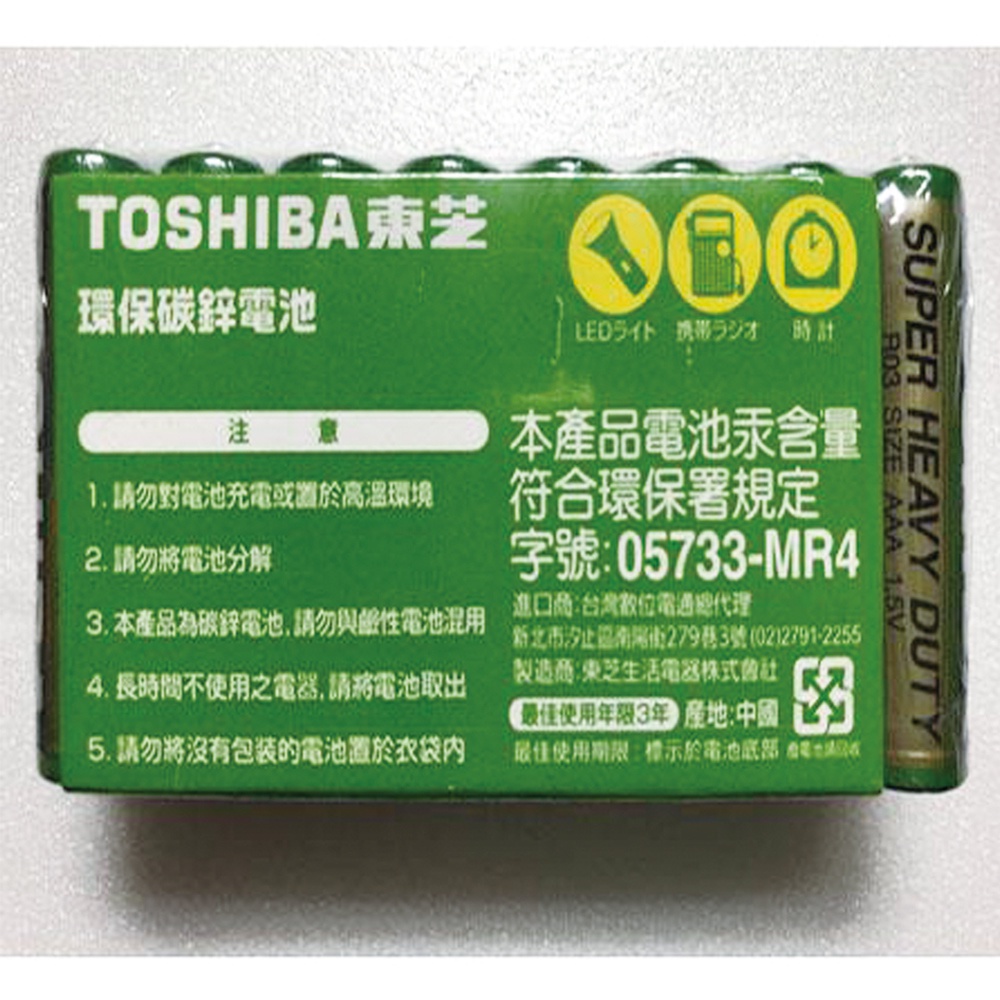 TOSHIBA東芝
環保碳鋅電池
LEDライト 携帯ラジオ 時計
注 意
1. 請勿對電池充電或置於高溫環境
2. 請勿將電池分解
3. 本產品為碳鋅電池,請勿與鹼性電池混用
4. 長時間不使用之電器,請將電池取出
5. 請勿將沒有包裝的電池置於衣袋內
本產品電池汞含量
符合環保署規定
字號:05733-MR4
進口商:台灣數位電通總代理
新北市汐止區南陽街279巷3號 (02)2791-2255
製造商:東芝生活電器株式會社
最佳使用年限3年 產地:中國
最佳使用期限:標示於電池底部 廢電池請回收
SUPER HEAVY DUTY
R03 SIZE AAA 1.5V